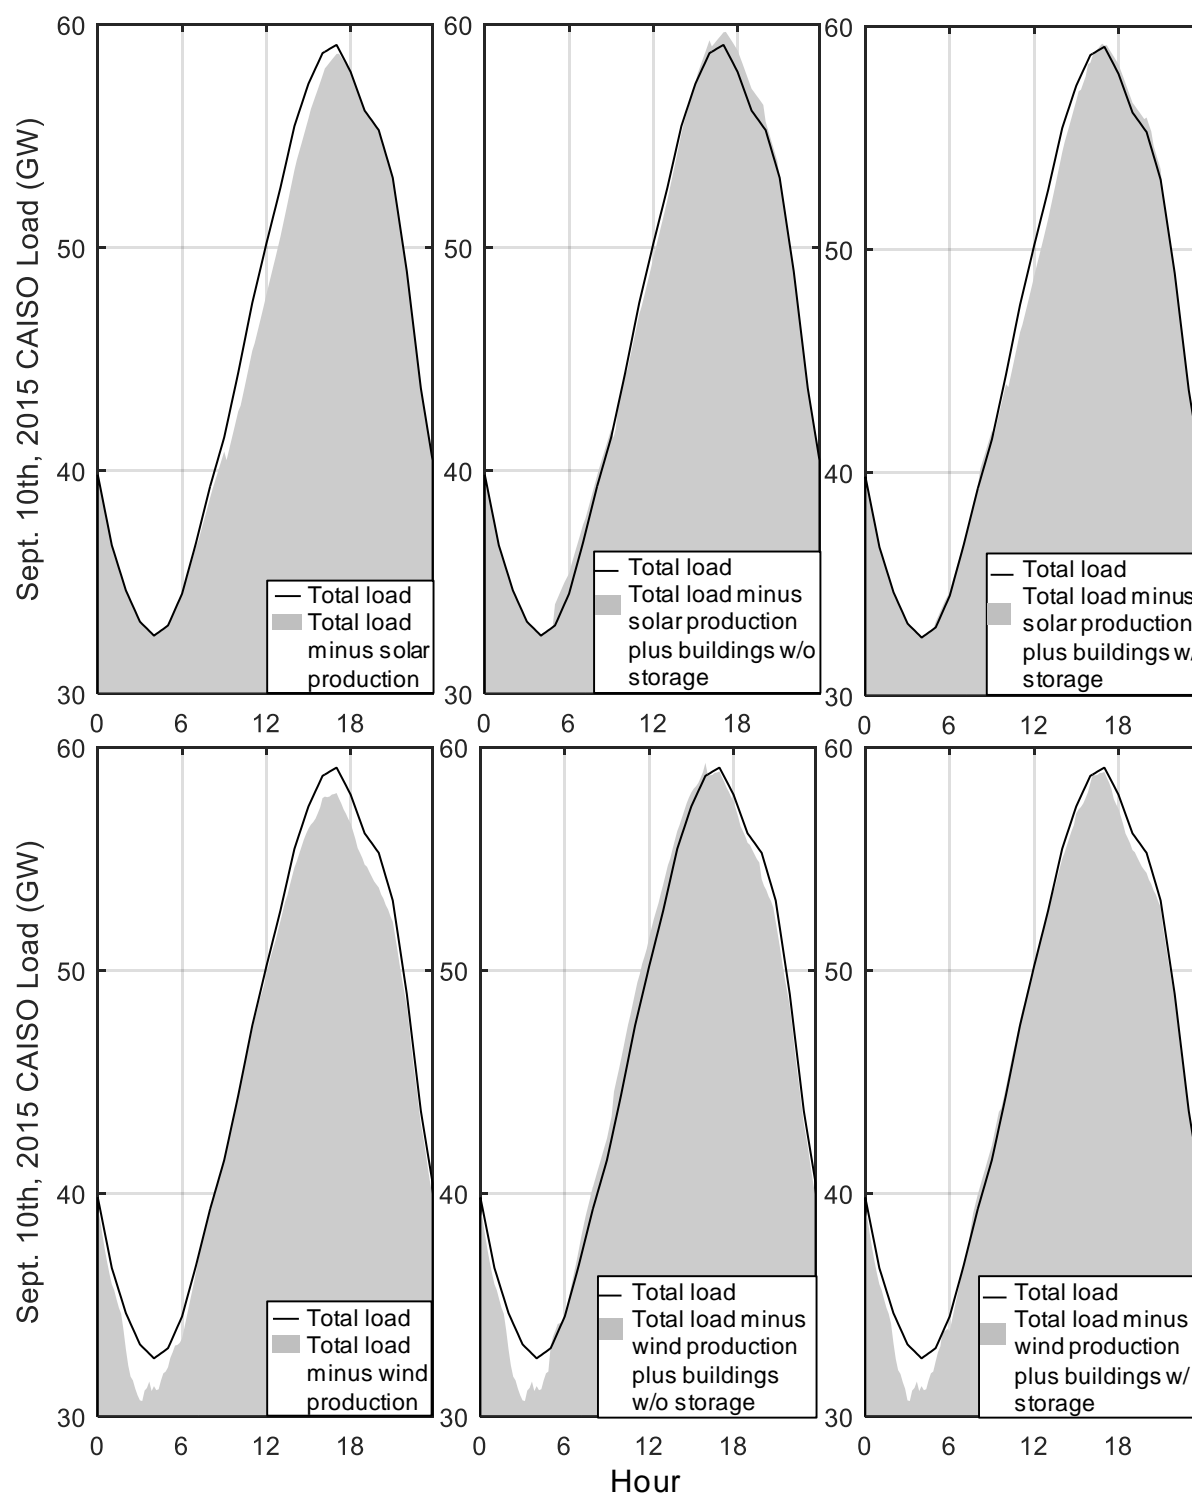 Sept. 10th, 2015 CAISO Load (GW)
60
50
40
30
0 6 12 18
Total load
Total load
minus solar
production
60
50
40
30
0 6 12 18
Total load
Total load minus
solar production
plus buildings w/o
storage
60
50
40
30
0 6 12 18
Total load
Total load minus
solar production
plus buildings w/
storage
Sept. 10th, 2015 CAISO Load (GW)
60
50
40
30
0 6 12 18
Total load
Total load
minus wind
production
60
50
40
30
0 6 12 18
Total load
Total load minus
wind production
plus buildings
w/o storage
60
50
40
30
0 6 12 18
Total load
Total load minus
wind production
plus buildings w/
storage
Hour